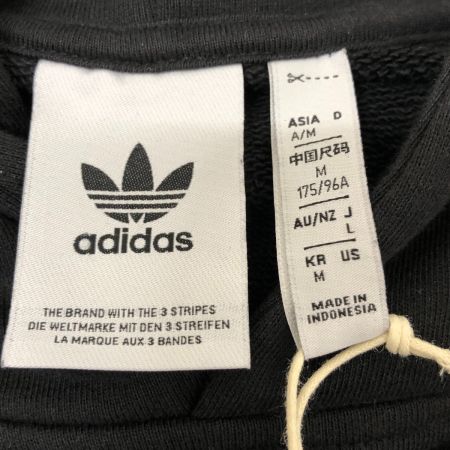 adidas
THE BRAND WITH THE 3 STRIPES
DIE WELTMARKE MIT DEN 3 STREIFEN
LA MARQUE AUX 3 BANDES
ASIA D
A/M
中国尺码
M
175/96A
AU/NZ J
L
KR US
M
MADE IN
INDONESIA